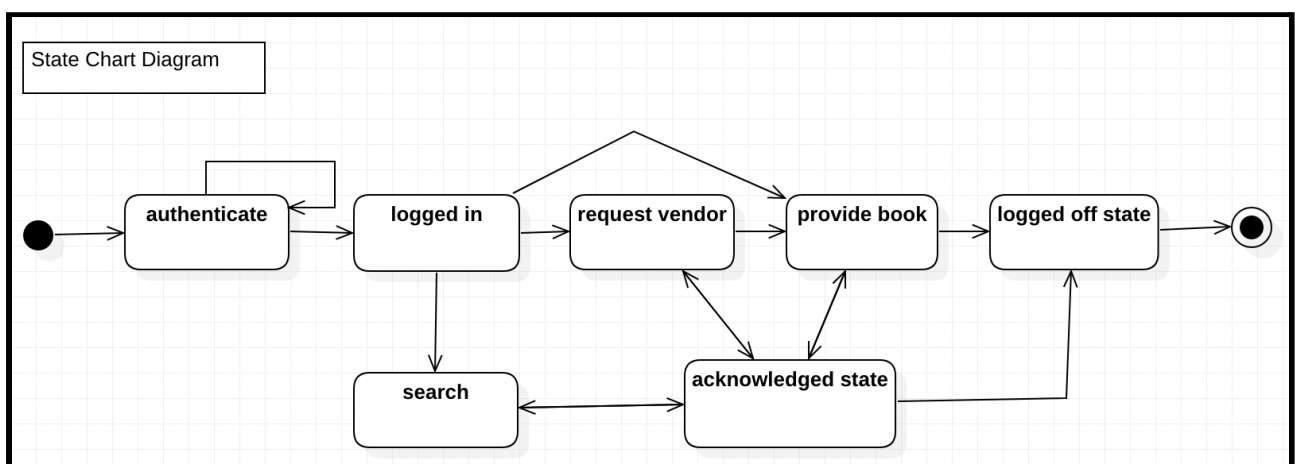 State Chart Diagram
authenticate
logged in
request vendor
provide book
logged off state
search
acknowledged state